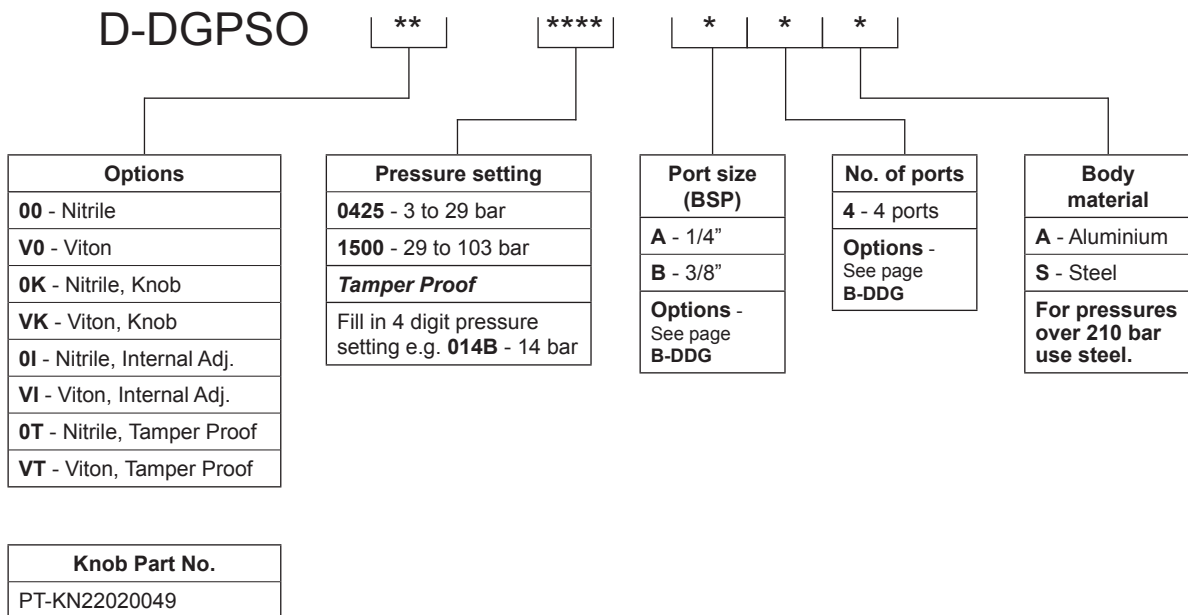 D-DGPSO ** **** * * *
Options
00 - Nitrile
V0 - Viton
0K - Nitrile, Knob
VK - Viton, Knob
0I - Nitrile, Internal Adj.
VI - Viton, Internal Adj.
0T - Nitrile, Tamper Proof
VT - Viton, Tamper Proof
Pressure setting
0425 - 3 to 29 bar
1500 - 29 to 103 bar
Tamper Proof
Fill in 4 digit pressure
setting e.g. 014B - 14 bar
Port size
(BSP)
A - 1/4”
B - 3/8”
Options -
See page
B-DDG
No. of ports
4 - 4 ports
Options -
See page
B-DDG
Body
material
A - Aluminium
S - Steel
For pressures
over 210 bar
use steel.
Knob Part No.
PT-KN22020049